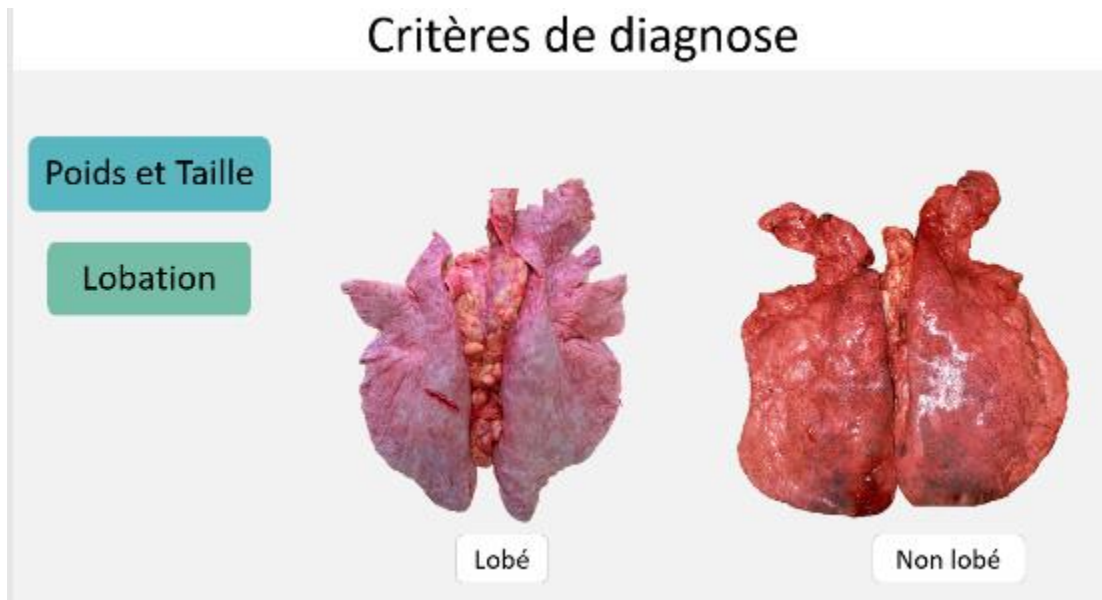 Critères de diagnose
Poids et Taille
Lobation
Lobé
Non lobé